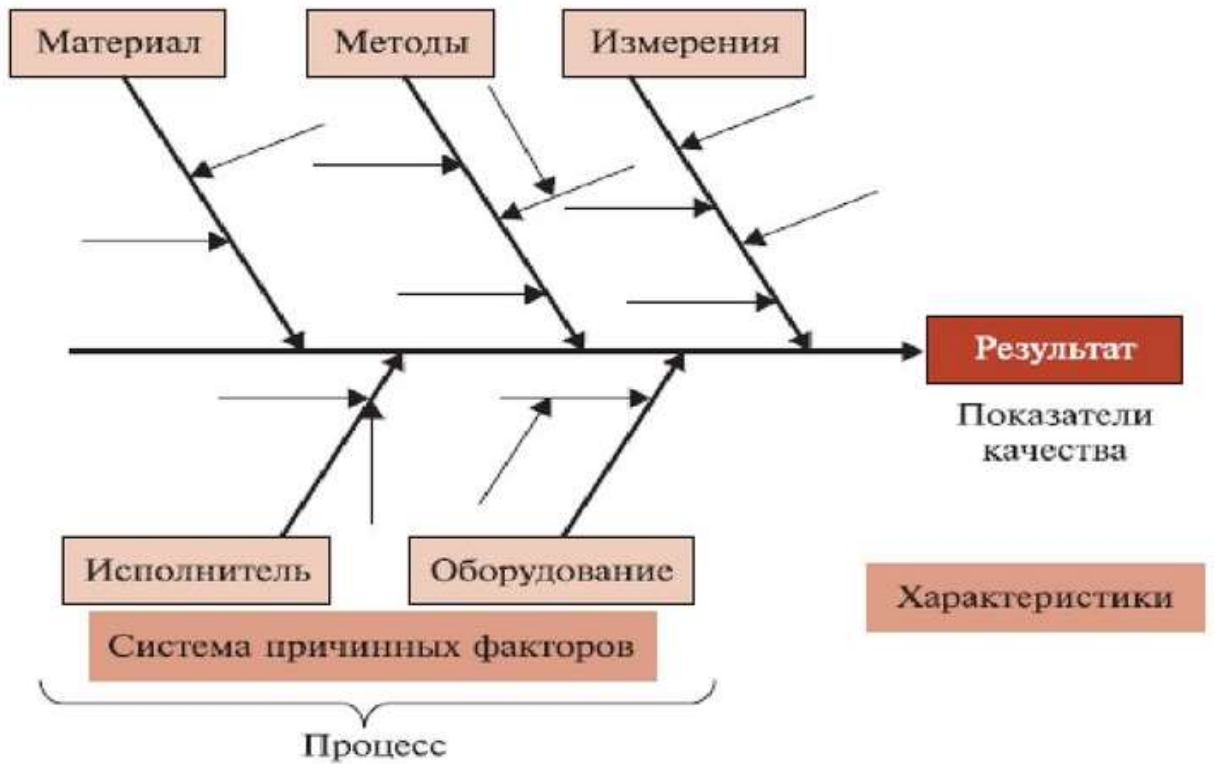 Материал
Методы
Измерения
Результат
Показатели
качества
Исполнитель
Оборудование
Характеристики
Система причинных факторов
Процесс